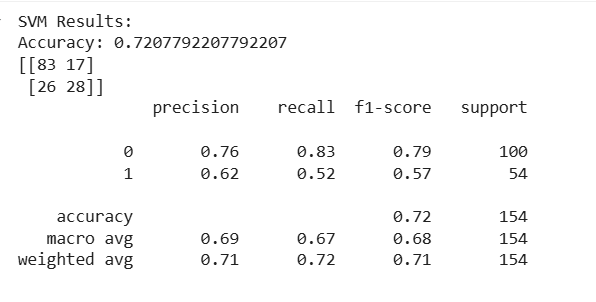 SVM Results:
Accuracy: 0.7207792207792207
[[83 17]
 [26 28]]
              precision    recall  f1-score   support

           0       0.76      0.83      0.79       100
           1       0.62      0.52      0.57        54

    accuracy                           0.72       154
   macro avg       0.69      0.67      0.68       154
weighted avg       0.71      0.72      0.71       154